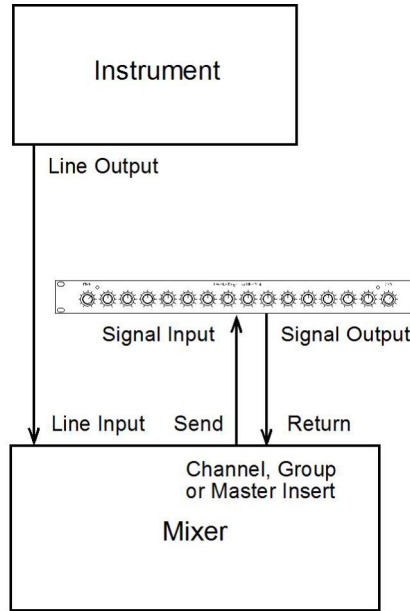 Instrument
Line Output
Signal Input
Signal Output
Line Input
Send
Return
Channel, Group
or Master Insert
Mixer